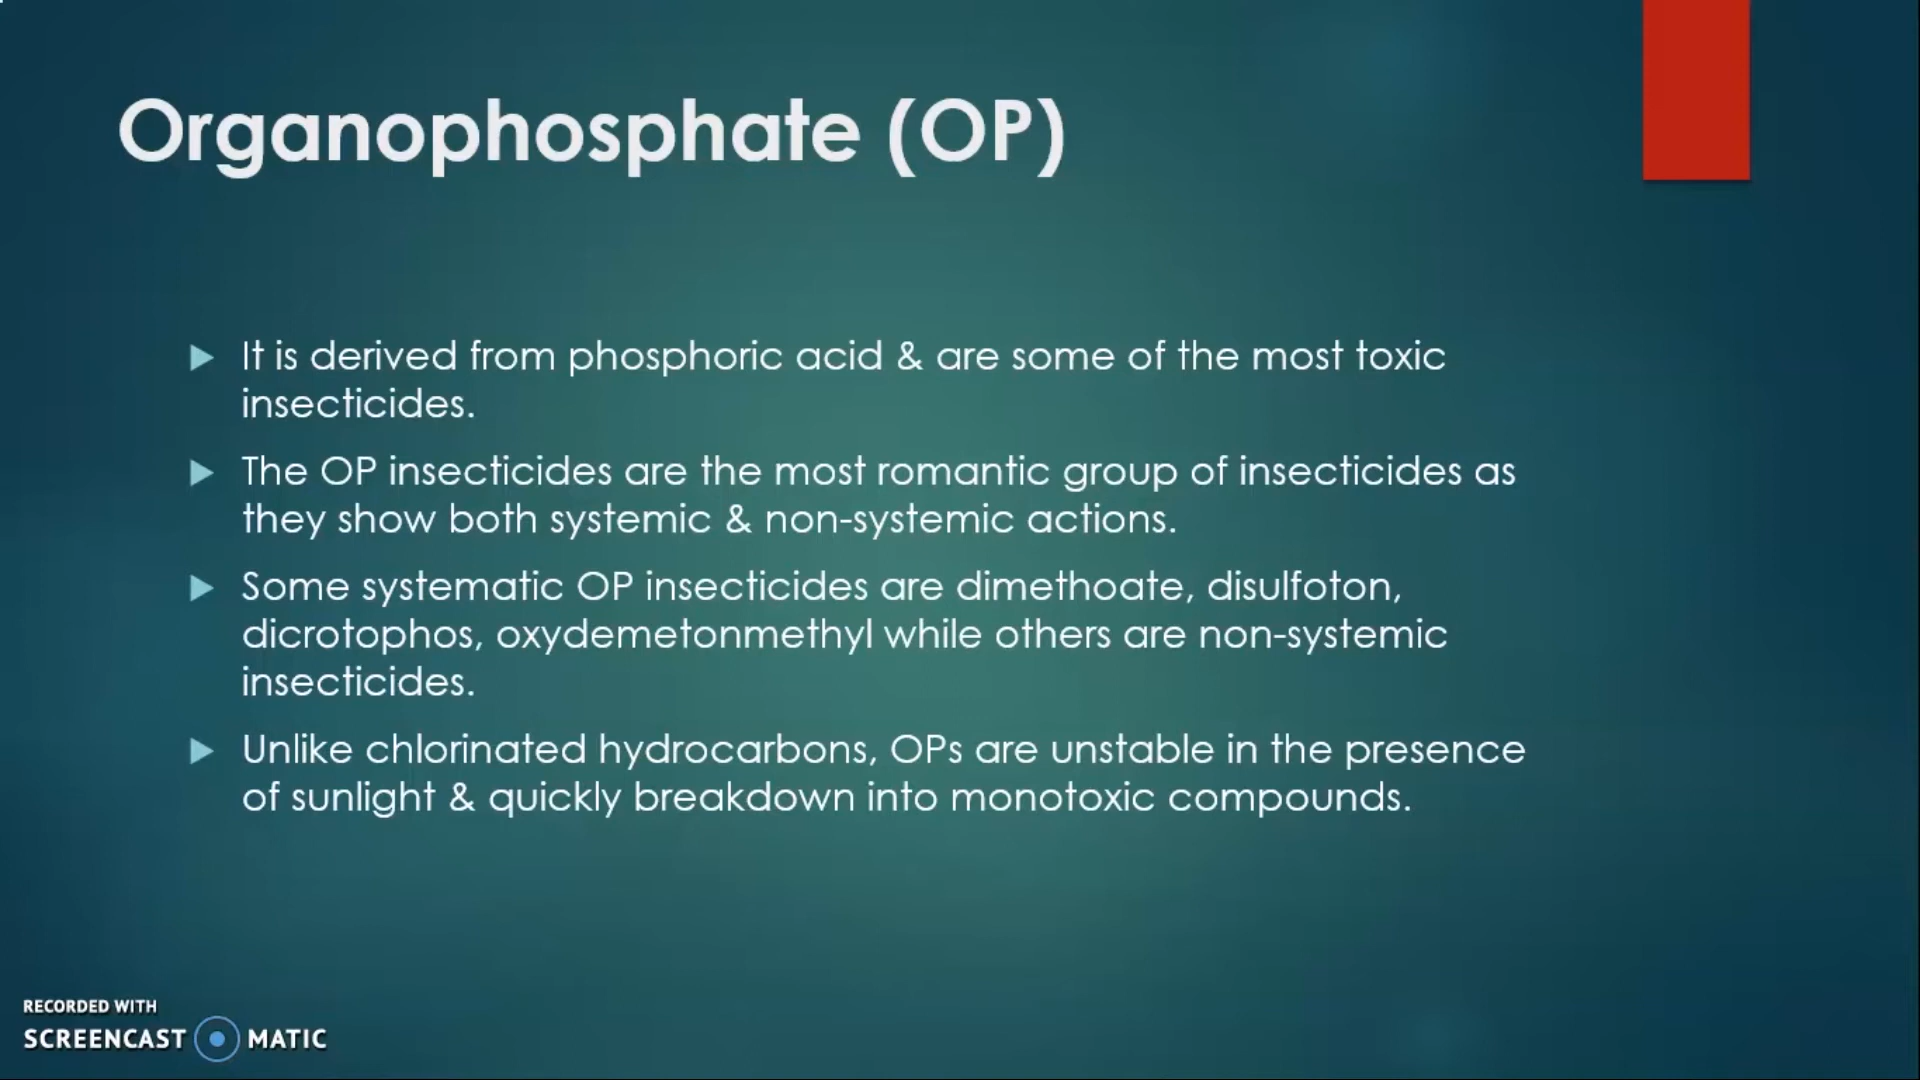 Organophosphate (OP)
It is derived from phosphoric acid & are some of the most toxic
insecticides.
The OP insecticides are the most romantic group of insecticides as
they show both systemic & non-systemic actions.
Some systematic OP insecticides are dimethoate, disulfoton,
dicrotophos, oxydemetonmethyl while others are non-systemic
insecticides.
Unlike chlorinated hydrocarbons, OPs are unstable in the presence
of sunlight & quickly breakdown into monotoxic compounds.
RECORDED WITH
SCREENCAST MATIC